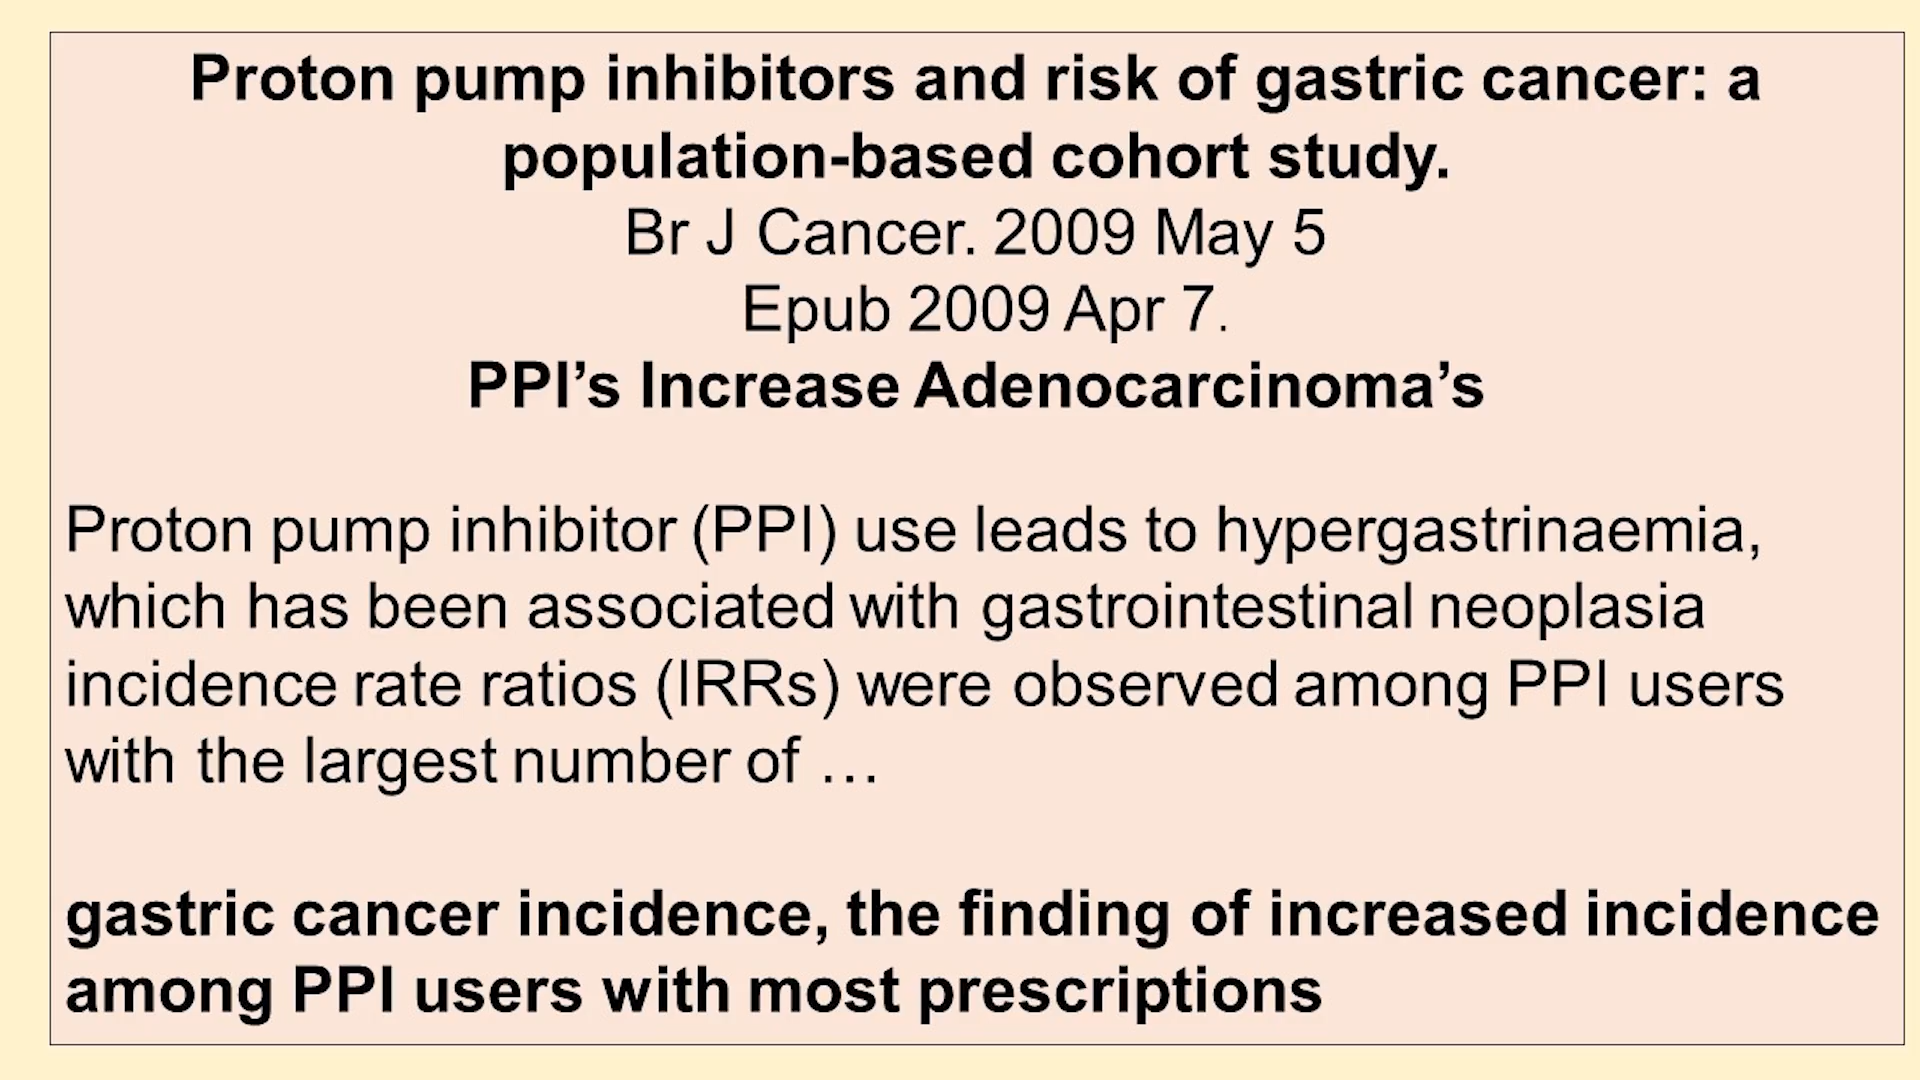 Proton pump inhibitors and risk of gastric cancer: a
population-based cohort study.
Br J Cancer. 2009 May 5
Epub 2009 Apr 7.
PPI’s Increase Adenocarcinoma’s
Proton pump inhibitor (PPI) use leads to hypergastrinaemia,
which has been associated with gastrointestinal neoplasia
incidence rate ratios (IRRs) were observed among PPI users
with the largest number of …
gastric cancer incidence, the finding of increased incidence
among PPI users with most prescriptions